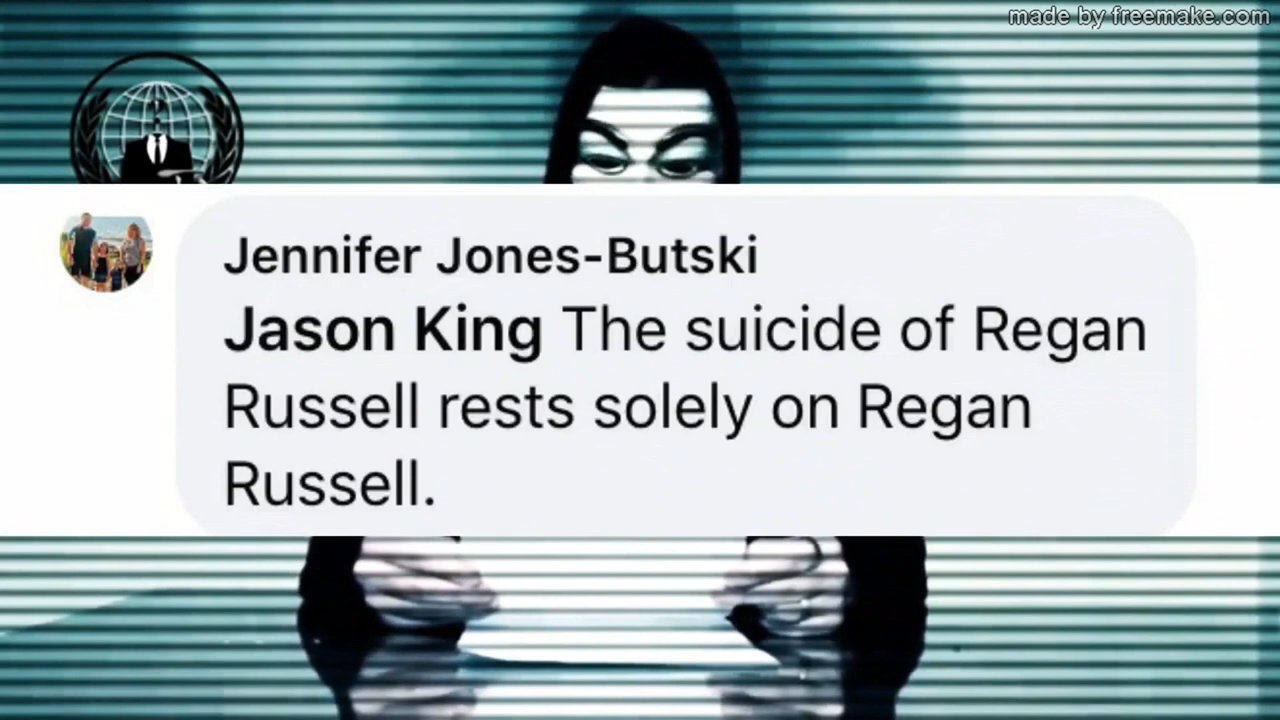 made by freemake.com
Jennifer Jones-Butski
Jason King The suicide of Regan
Russell rests solely on Regan
Russell.